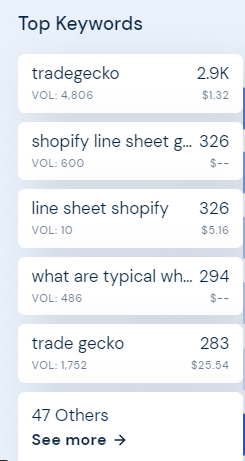 Top Keywords
tradegecko 2.9K
VOL: 4,806 $1.32
shopify line sheet g... 326
VOL: 600 $--
line sheet shopify 326
VOL: 10 $5.16
what are typical wh... 294
VOL: 486 $--
trade gecko 283
VOL: 1,752 $25.54
47 Others
See more →